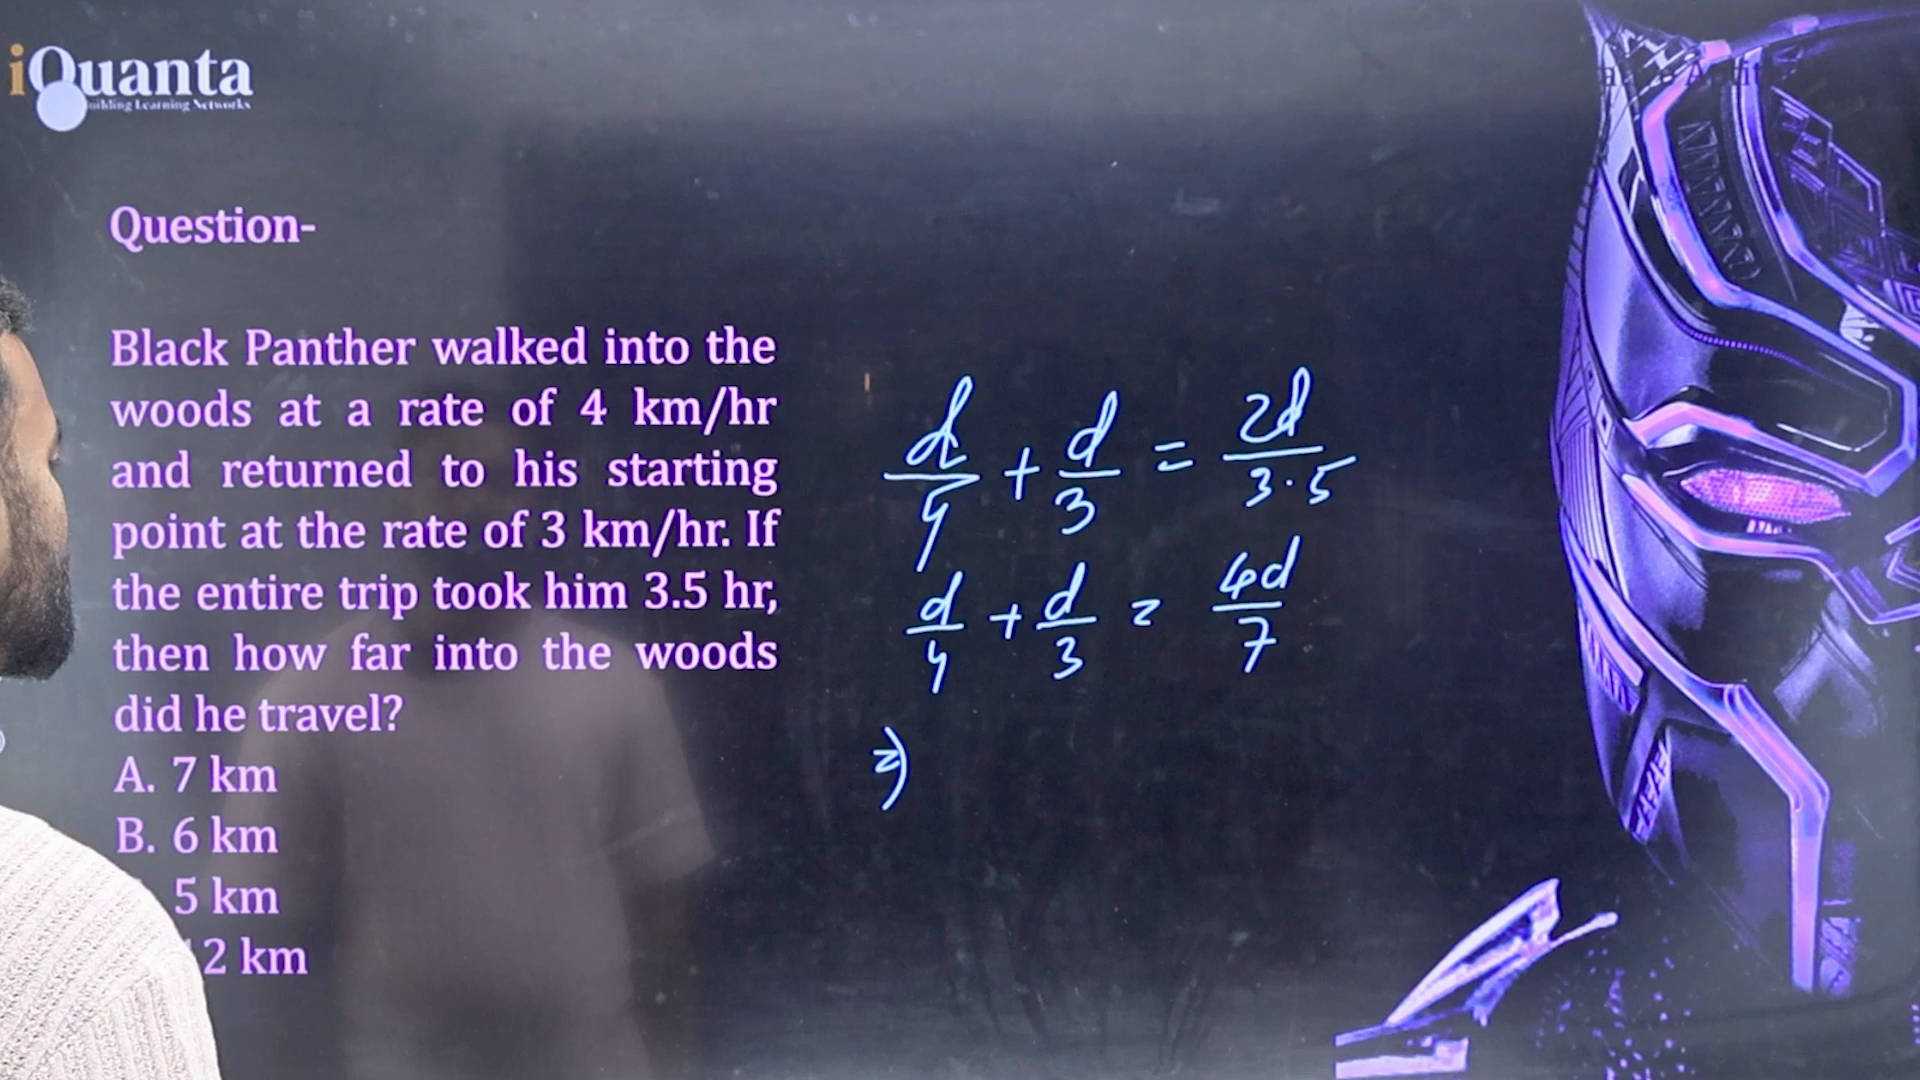 iQuanta
Building Learning Networks
Question-
Black Panther walked into the
woods at a rate of 4 km/hr
and returned to his starting
point at the rate of 3 km/hr. If
the entire trip took him 3.5 hr,
then how far into the woods
did he travel?
A. 7 km
B. 6 km
5 km
12 km
d/4 + d/3 = 2d/3.5
d/4 + d/3 = 4d/7
⇒